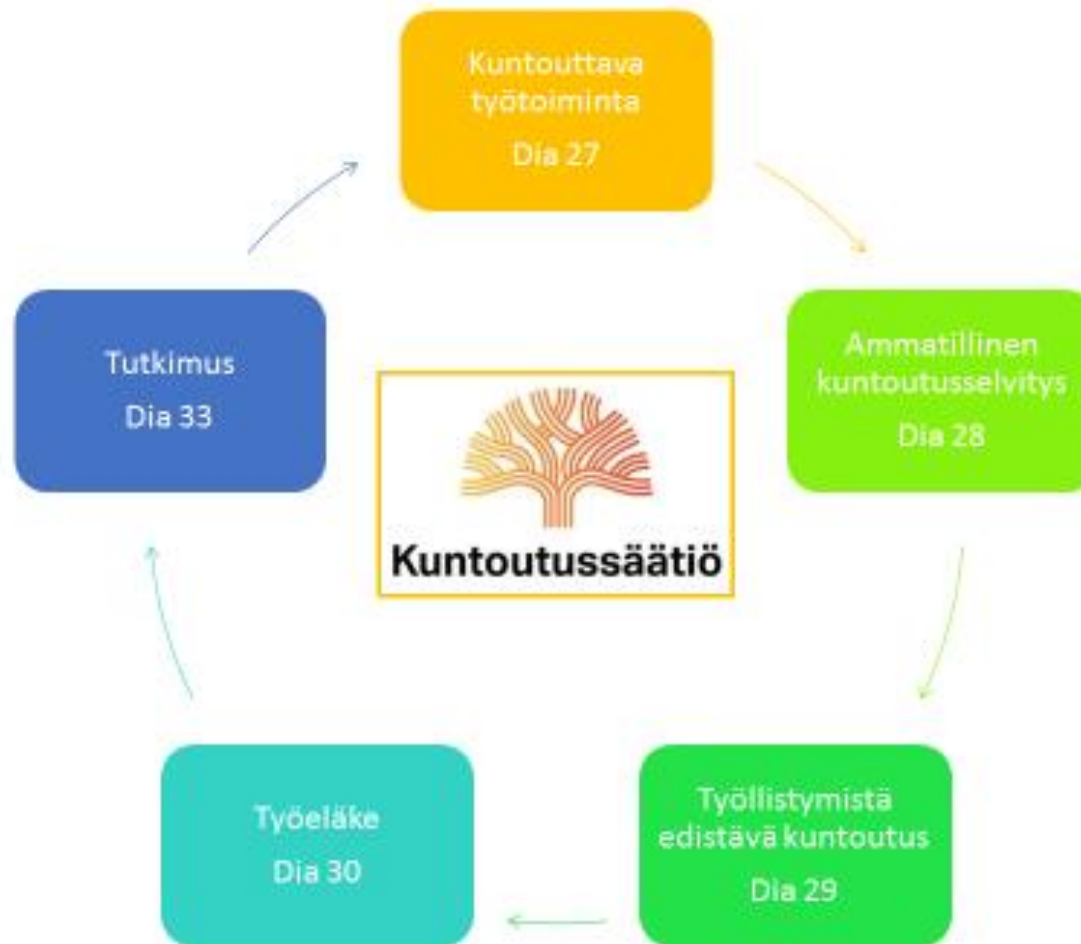 Kuntouttava
työtoiminta
Dia 27
Ammatillinen
kuntoutusselvitys
Dia 28
Työllistymistä
edistävä kuntoutus
Dia 29
Työeläke
Dia 30
Tutkimus
Dia 33
Kuntoutussäätiö